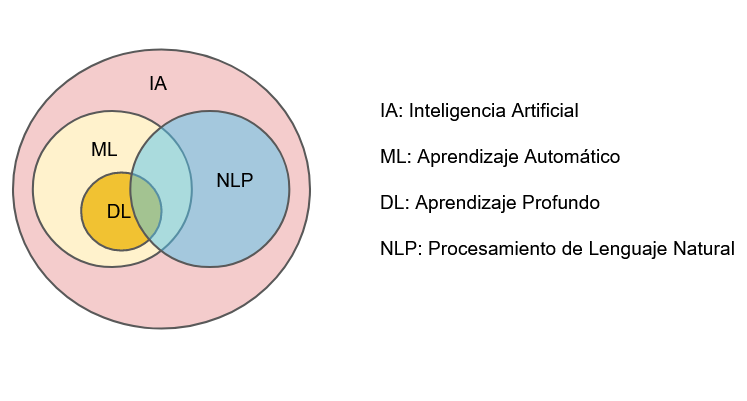 IA
ML
NLP
DL
IA: Inteligencia Artificial
ML: Aprendizaje Automático
DL: Aprendizaje Profundo
NLP: Procesamiento de Lenguaje Natural